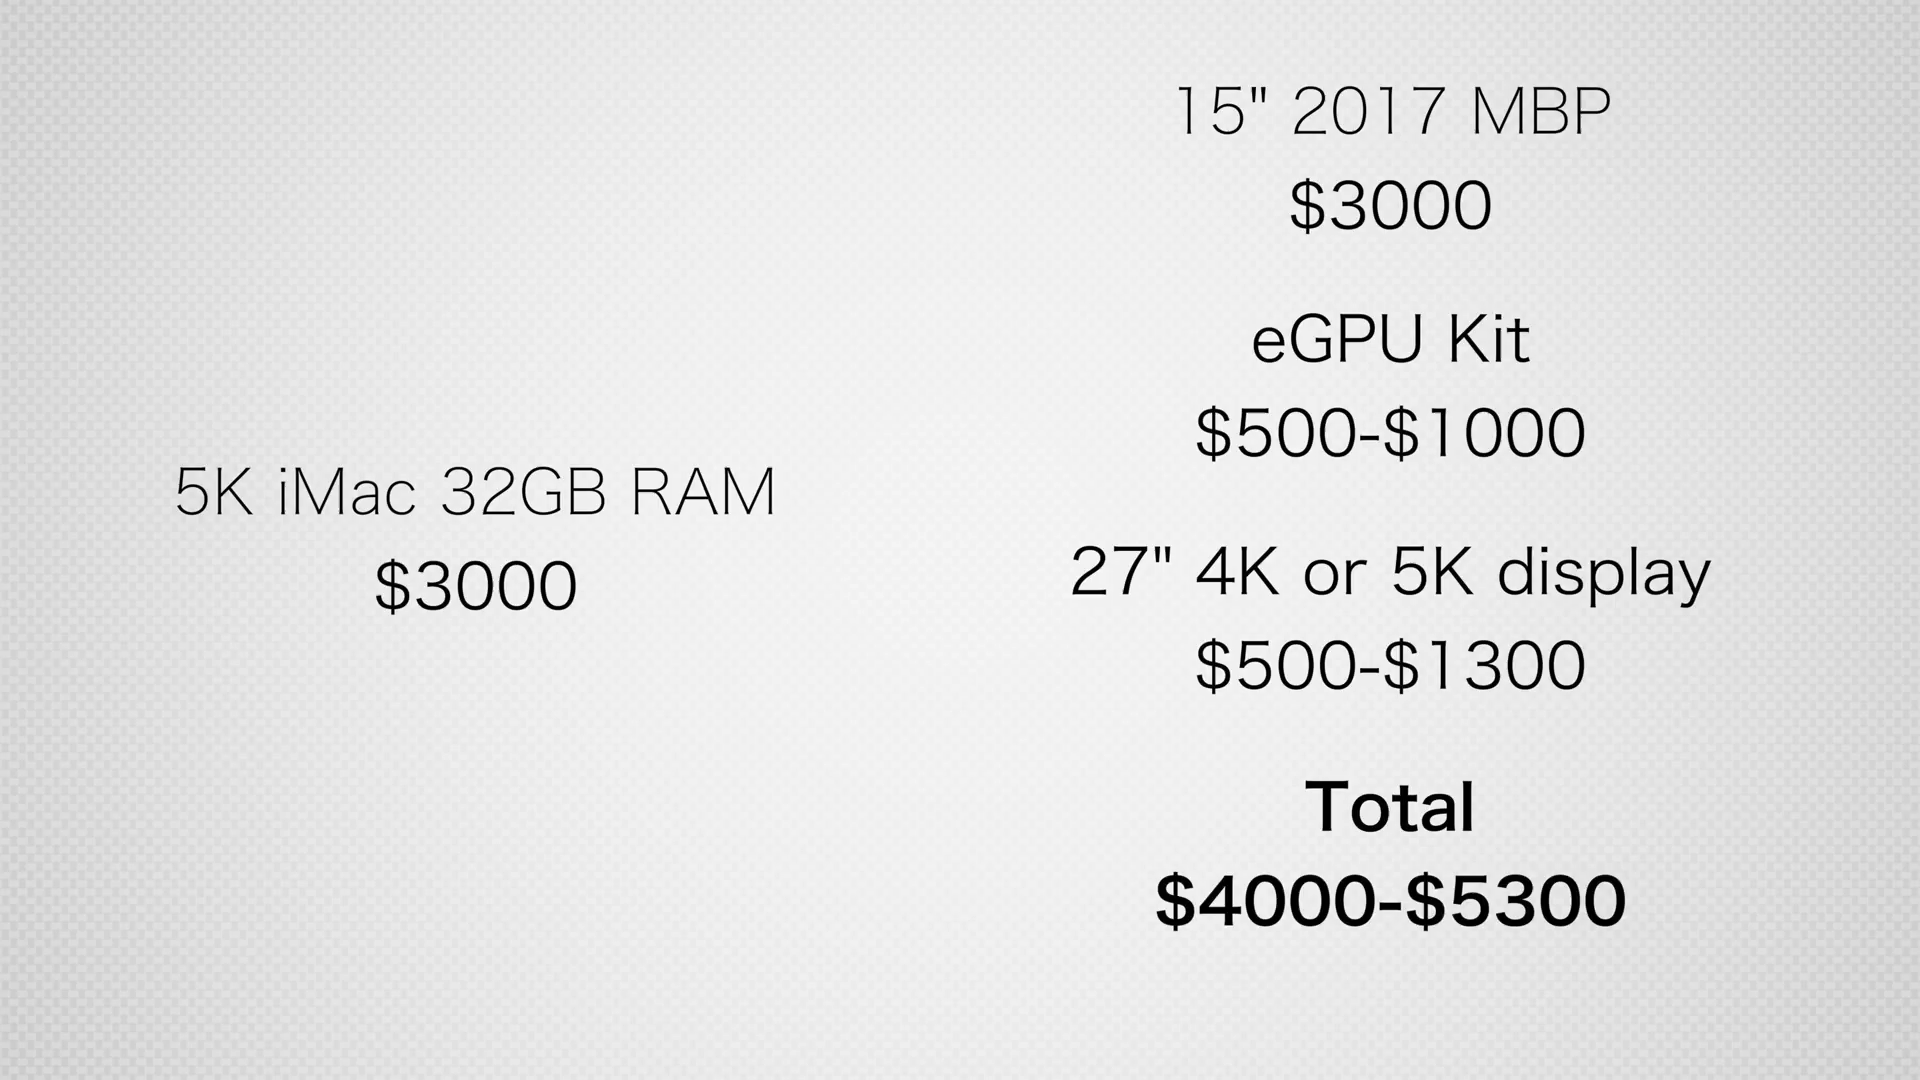 5K iMac 32GB RAM
$3000
15" 2017 MBP
$3000
eGPU Kit
$500-$1000
27" 4K or 5K display
$500-$1300
Total
$4000-$5300